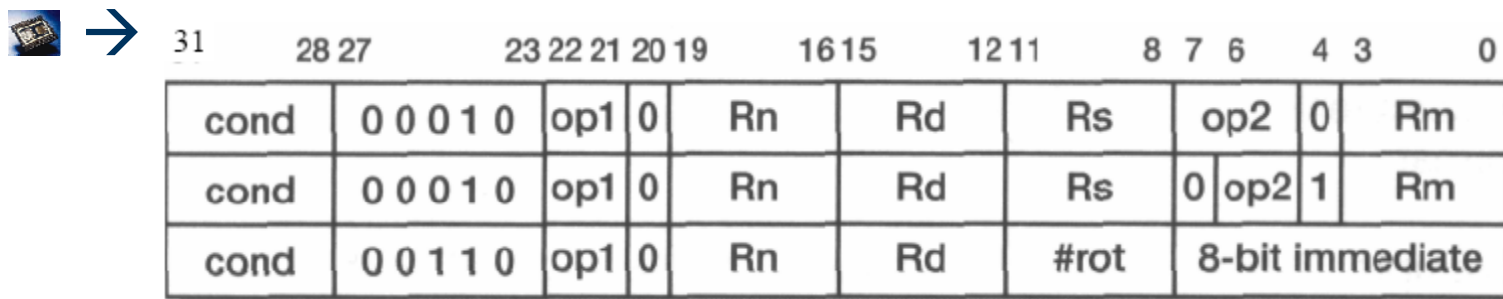 31 28 27 23 22 21 20 19 16 15 12 11 8 7 6 4 3 0
cond 0 0 0 1 0 op1 0 Rn Rd Rs op2 0 Rm
cond 0 0 0 1 0 op1 0 Rn Rd Rs 0 op2 1 Rm
cond 0 0 1 1 0 op1 0 Rn Rd #rot 8-bit immediate